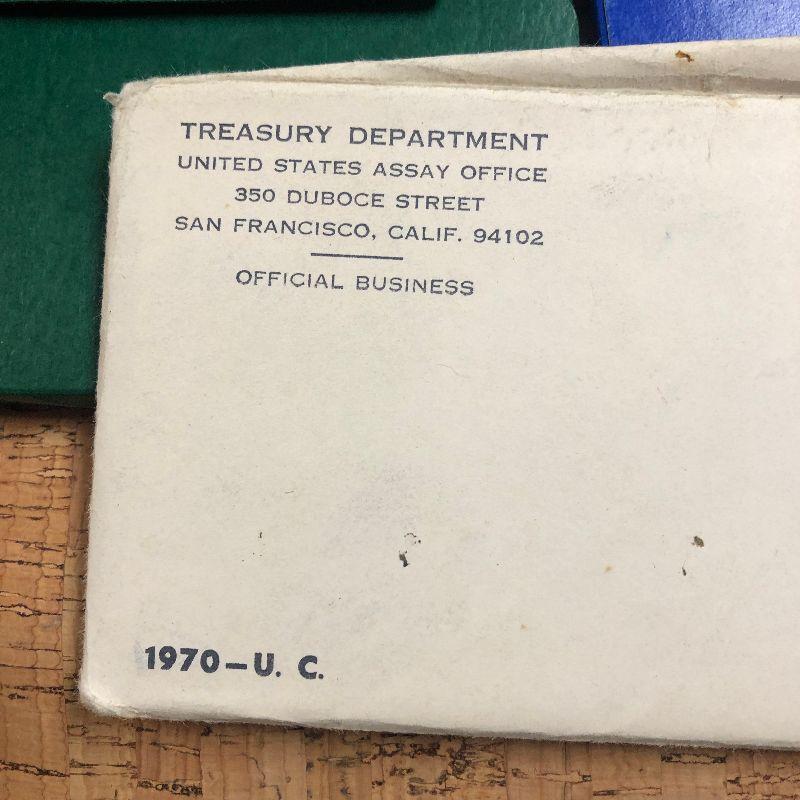 TREASURY DEPARTMENT
UNITED STATES ASSAY OFFICE
350 DUBOCE STREET
SAN FRANCISCO, CALIF. 94102
OFFICIAL BUSINESS
1970—U. C.